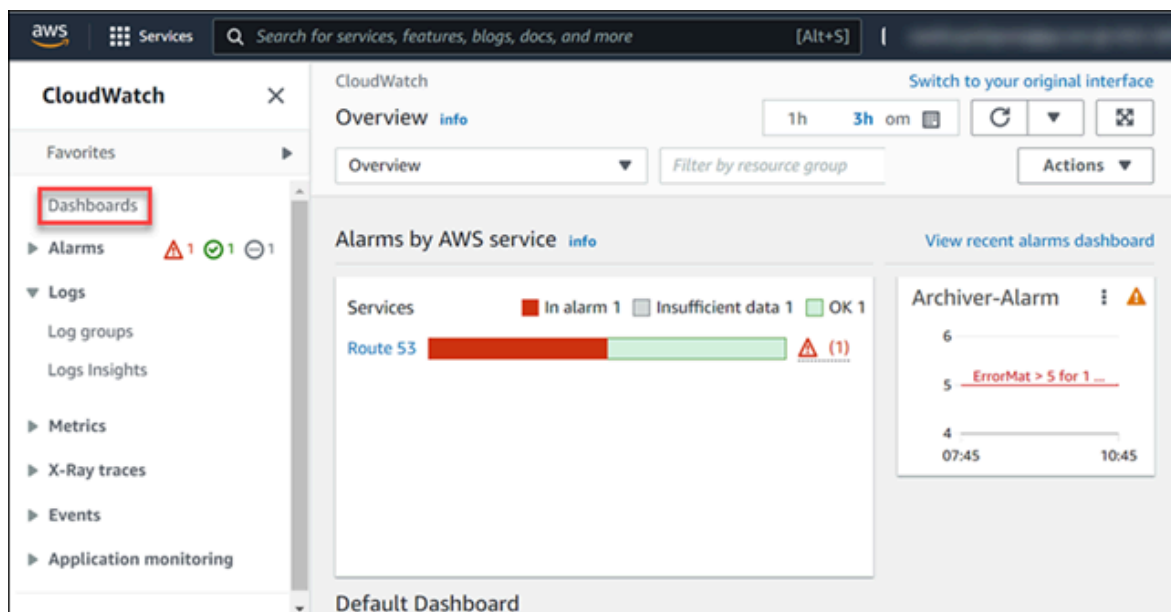 aws Services Search for services, features, blogs, docs, and more [Alt+S]
CloudWatch
Favorites
Dashboards
Alarms 1 1 1
Logs
Log groups
Logs Insights
Metrics
X-Ray traces
Events
Application monitoring
CloudWatch Switch to your original interface
Overview info 1h 3h om
Overview Filter by resource group Actions
Alarms by AWS service info View recent alarms dashboard
Services In alarm 1 Insufficient data 1 OK 1
Route 53 (1)
Archiver-Alarm
6
5 ErrorMat > 5 for 1 ...
4
07:45 10:45
Default Dashboard